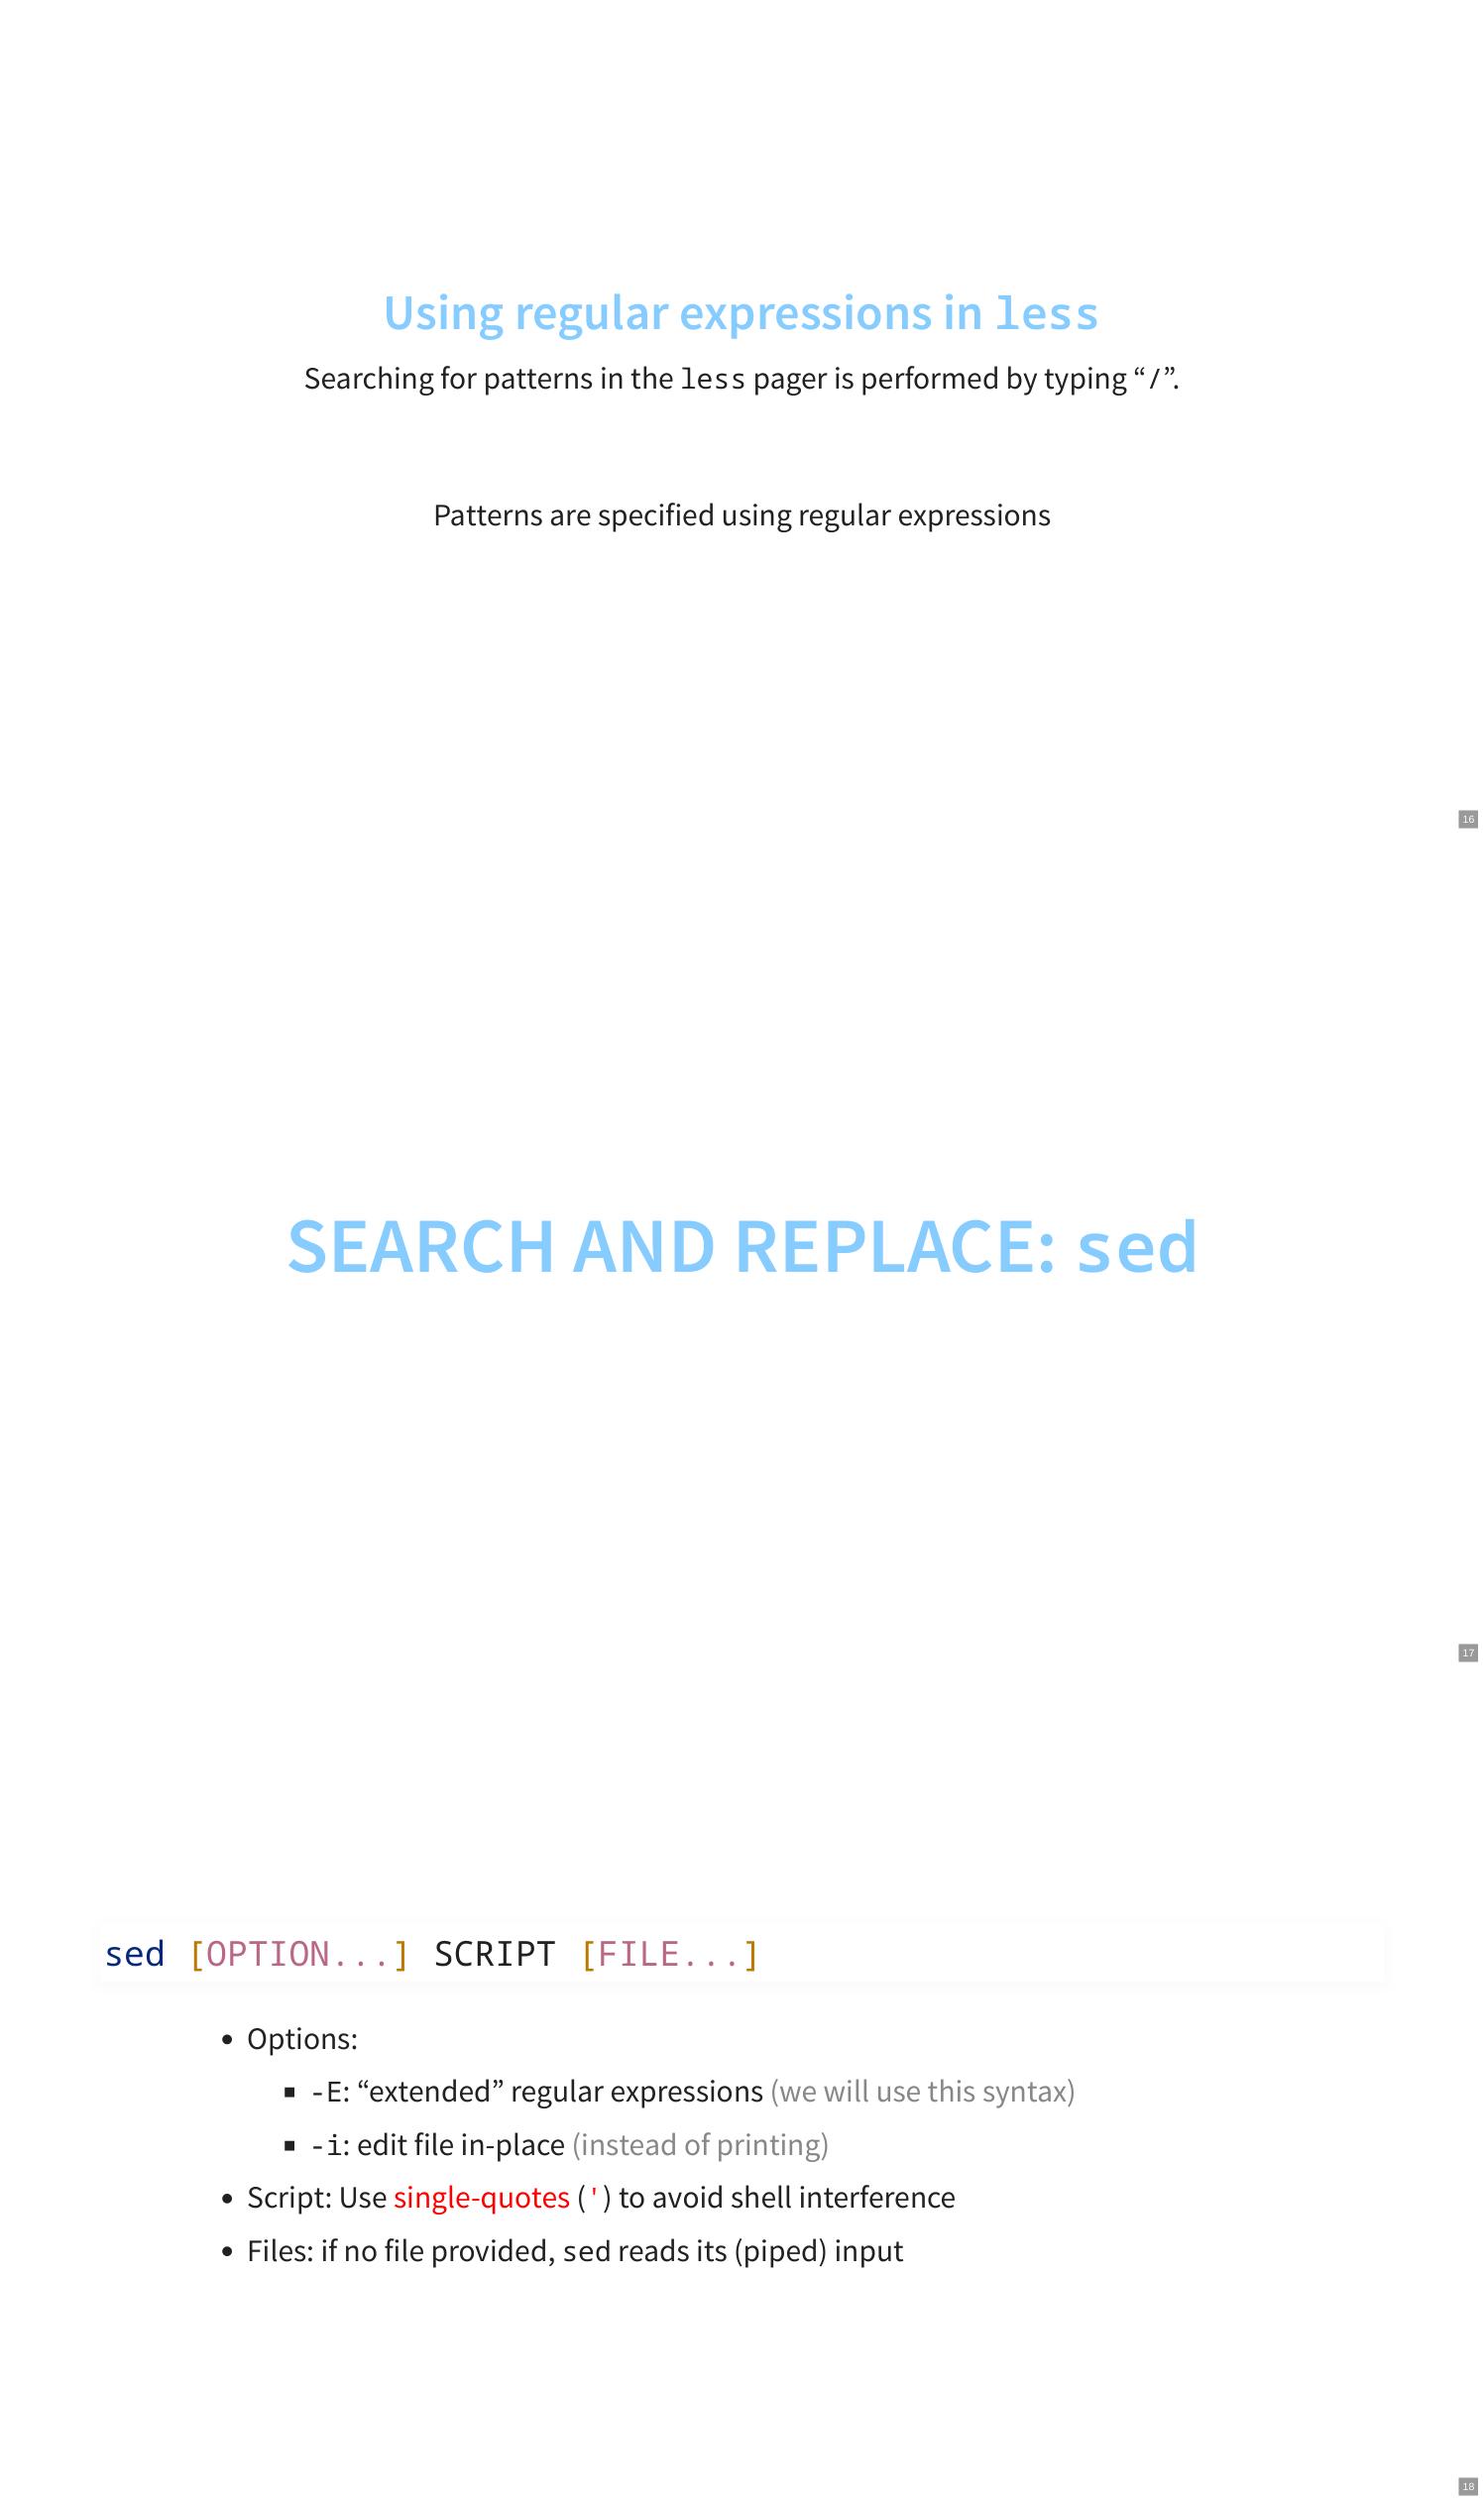 Using regular expressions in less
Searching for patterns in the less pager is performed by typing “/”.
Patterns are specified using regular expressions
16
SEARCH AND REPLACE: sed
17
sed [OPTION...] SCRIPT [FILE...]
• Options:
▪ -E: “extended” regular expressions (we will use this syntax)
▪ -i: edit file in-place (instead of printing)
• Script: Use single-quotes (') to avoid shell interference
• Files: if no file provided, sed reads its (piped) input
18